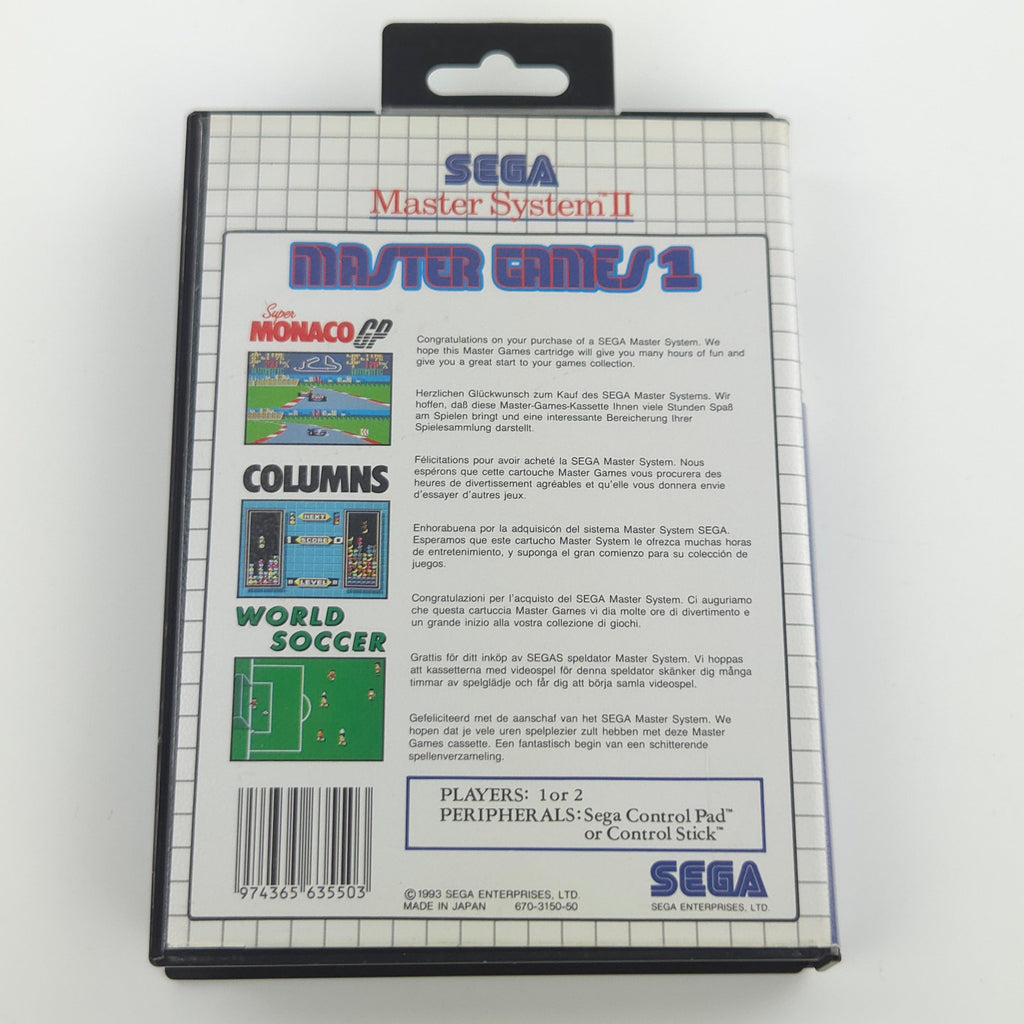 SEGA
Master System™ II
MASTER GAMES 1
Super
MONACO GP
Congratulations on your purchase of a SEGA Master System. We
hope this Master Games cartridge will give you many hours of fun and
give you a great start to your games collection.
Herzlichen Glückwunsch zum Kauf des SEGA Master Systems. Wir
hoffen, daß diese Master-Games-Kassette Ihnen viele Stunden Spaß
am Spielen bringt und eine interessante Bereicherung Ihrer
Spielesammlung darstellt.
COLUMNS
NEXT
SCORE
LEVEL
Félicitations pour avoir acheté la SEGA Master System. Nous
espérons que cette cartouche Master Games vous procurera des
heures de divertissement agréables et qu'elle vous donnera envie
d'essayer d'autres jeux.
Enhorabuena por la adquisicón del sistema Master System SEGA.
Esperamos que este cartucho Master System le ofrezca muchas horas
de entretenimiento, y suponga el gran comienzo para su colección de
juegos.
WORLD
SOCCER
Congratulazioni per l'acquisto del SEGA Master System. Ci auguriamo
che questa cartuccia Master Games vi dia molte ore di divertimento e
un grande inizio alla vostra collezione di giochi.
Grattis för ditt inköp av SEGAS speldator Master System. Vi hoppas
att kassetterna med videospel för denna speldator skänker dig många
timmar av spelglädje och får dig att börja samla videospel.
Gefeliciteerd met de aanschaf van het SEGA Master System. We
hopen dat je vele uren spelplezier zult hebben met deze Master
Games cassette. Een fantastisch begin van een schitterende
spellenverzameling.
PLAYERS: 1 or 2
PERIPHERALS: Sega Control Pad™
or Control Stick™
974365 635503
©1993 SEGA ENTERPRISES, LTD.
MADE IN JAPAN 670-3150-50
SEGA
SEGA ENTERPRISES, LTD.